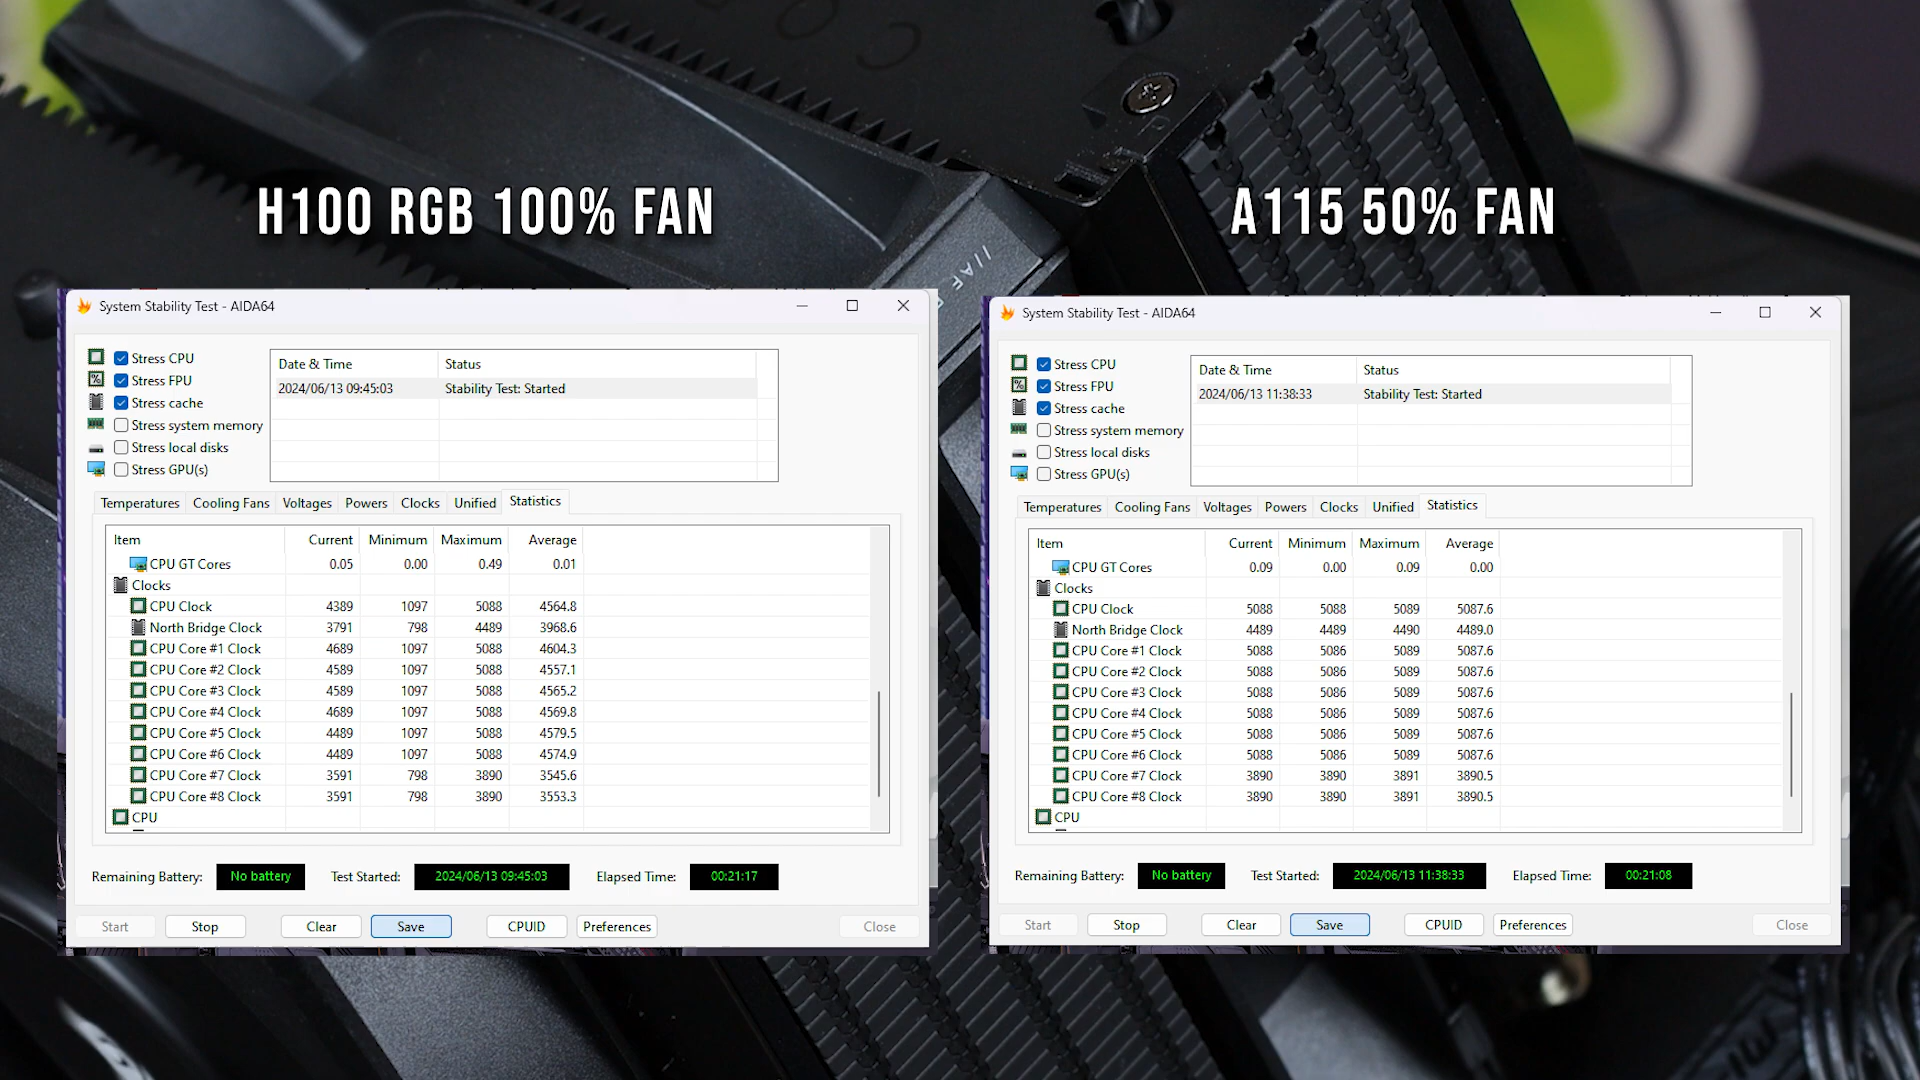 H100 RGB 100% FAN
System Stability Test - AIDA64
Stress CPU
Stress FPU
Stress cache
Stress system memory
Stress local disks
Stress GPU(s)
Date & Time Status
2024/06/13 09:45:03 Stability Test: Started
Temperatures Cooling Fans Voltages Powers Clocks Unified Statistics
Item Current Minimum Maximum Average
CPU GT Cores 0.05 0.00 0.49 0.01
Clocks
CPU Clock 4389 1097 5088 4564.8
North Bridge Clock 3791 798 4489 3968.6
CPU Core #1 Clock 4689 1097 5088 4604.3
CPU Core #2 Clock 4589 1097 5088 4557.1
CPU Core #3 Clock 4589 1097 5088 4565.2
CPU Core #4 Clock 4689 1097 5088 4569.8
CPU Core #5 Clock 4489 1097 5088 4579.5
CPU Core #6 Clock 4489 1097 5088 4574.9
CPU Core #7 Clock 3591 798 3890 3545.6
CPU Core #8 Clock 3591 798 3890 3553.3
CPU
Remaining Battery: No battery Test Started: 2024/06/13 09:45:03 Elapsed Time: 00:21:17
Start Stop Clear Save CPUID Preferences Close
A115 50% FAN
System Stability Test - AIDA64
Stress CPU
Stress FPU
Stress cache
Stress system memory
Stress local disks
Stress GPU(s)
Date & Time Status
2024/06/13 11:38:33 Stability Test: Started
Temperatures Cooling Fans Voltages Powers Clocks Unified Statistics
Item Current Minimum Maximum Average
CPU GT Cores 0.09 0.00 0.09 0.00
Clocks
CPU Clock 5088 5088 5089 5087.6
North Bridge Clock 4489 4489 4490 4489.0
CPU Core #1 Clock 5088 5086 5089 5087.6
CPU Core #2 Clock 5088 5086 5089 5087.6
CPU Core #3 Clock 5088 5086 5089 5087.6
CPU Core #4 Clock 5088 5086 5089 5087.6
CPU Core #5 Clock 5088 5086 5089 5087.6
CPU Core #6 Clock 5088 5086 5089 5087.6
CPU Core #7 Clock 3890 3890 3891 3890.5
CPU Core #8 Clock 3890 3890 3891 3890.5
CPU
Remaining Battery: No battery Test Started: 2024/06/13 11:38:33 Elapsed Time: 00:21:08
Start Stop Clear Save CPUID Preferences Close